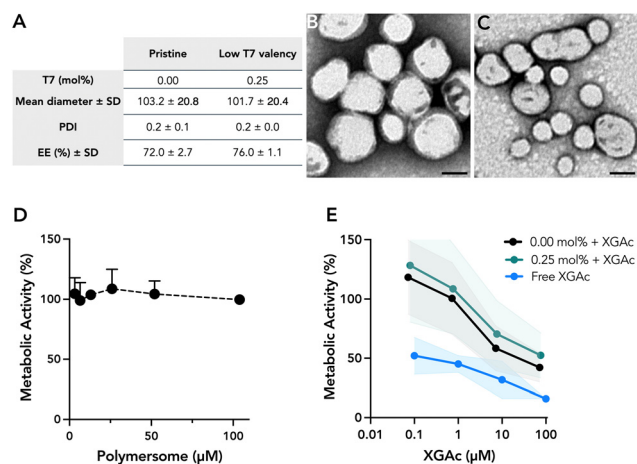 A
Pristine Low T7 valency
T7 (mol%) 0.00 0.25
Mean diameter ± SD 103.2 ± 20.8 101.7 ± 20.4
PDI 0.2 ± 0.1 0.2 ± 0.0
EE (%) ± SD 72.0 ± 2.7 76.0 ± 1.1
B
C
D
150
100
50
0
Metabolic Activity (%)
0 50 100
Polymersome (µM)
E
0.00 mol% + XGAc
0.25 mol% + XGAc
Free XGAc
150
100
50
0
Metabolic Activity (%)
0.01 0.1 1 10 100
XGAc (µM)